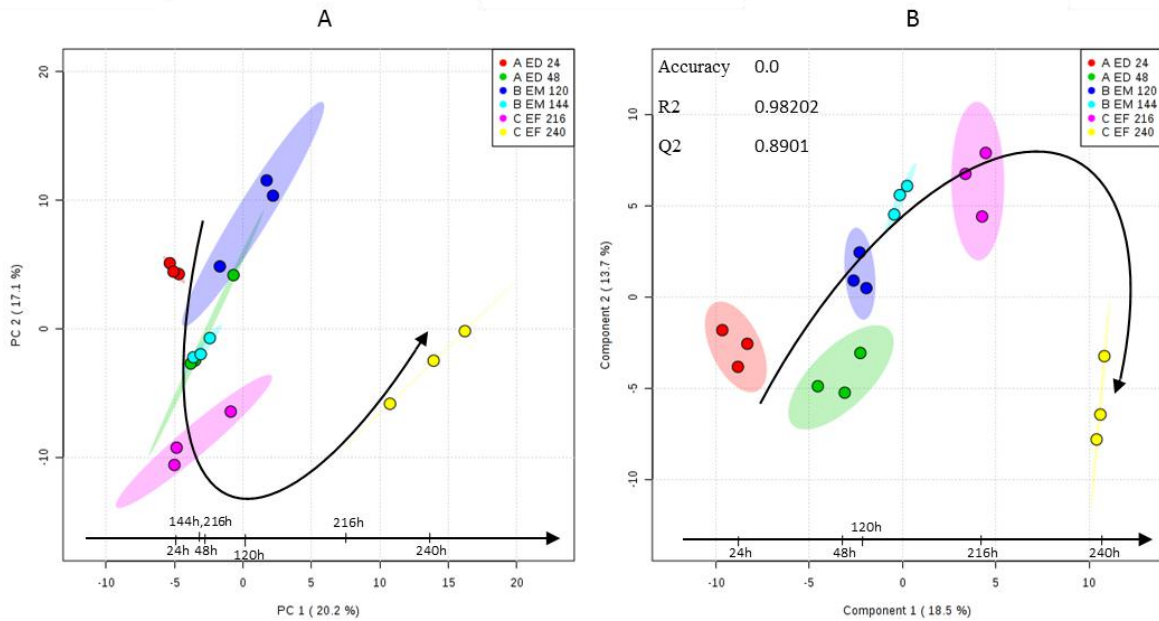 A
20
10
0
-10
PC 2 ( 17.1 %)
A ED 24
A ED 48
B EM 120
B EM 144
C EF 216
C EF 240
144h,216h
216h
24h
48h
120h
240h
-10
-5
0
5
10
15
20
PC 1 ( 20.2 %)
B
Accuracy 0.0
R2 0.98202
Q2 0.8901
10
5
0
-5
-10
Component 2 ( 13.7 %)
A ED 24
A ED 48
B EM 120
B EM 144
C EF 216
C EF 240
120h
24h
48h
216h
240h
-10
-5
0
5
10
Component 1 ( 18.5 %)